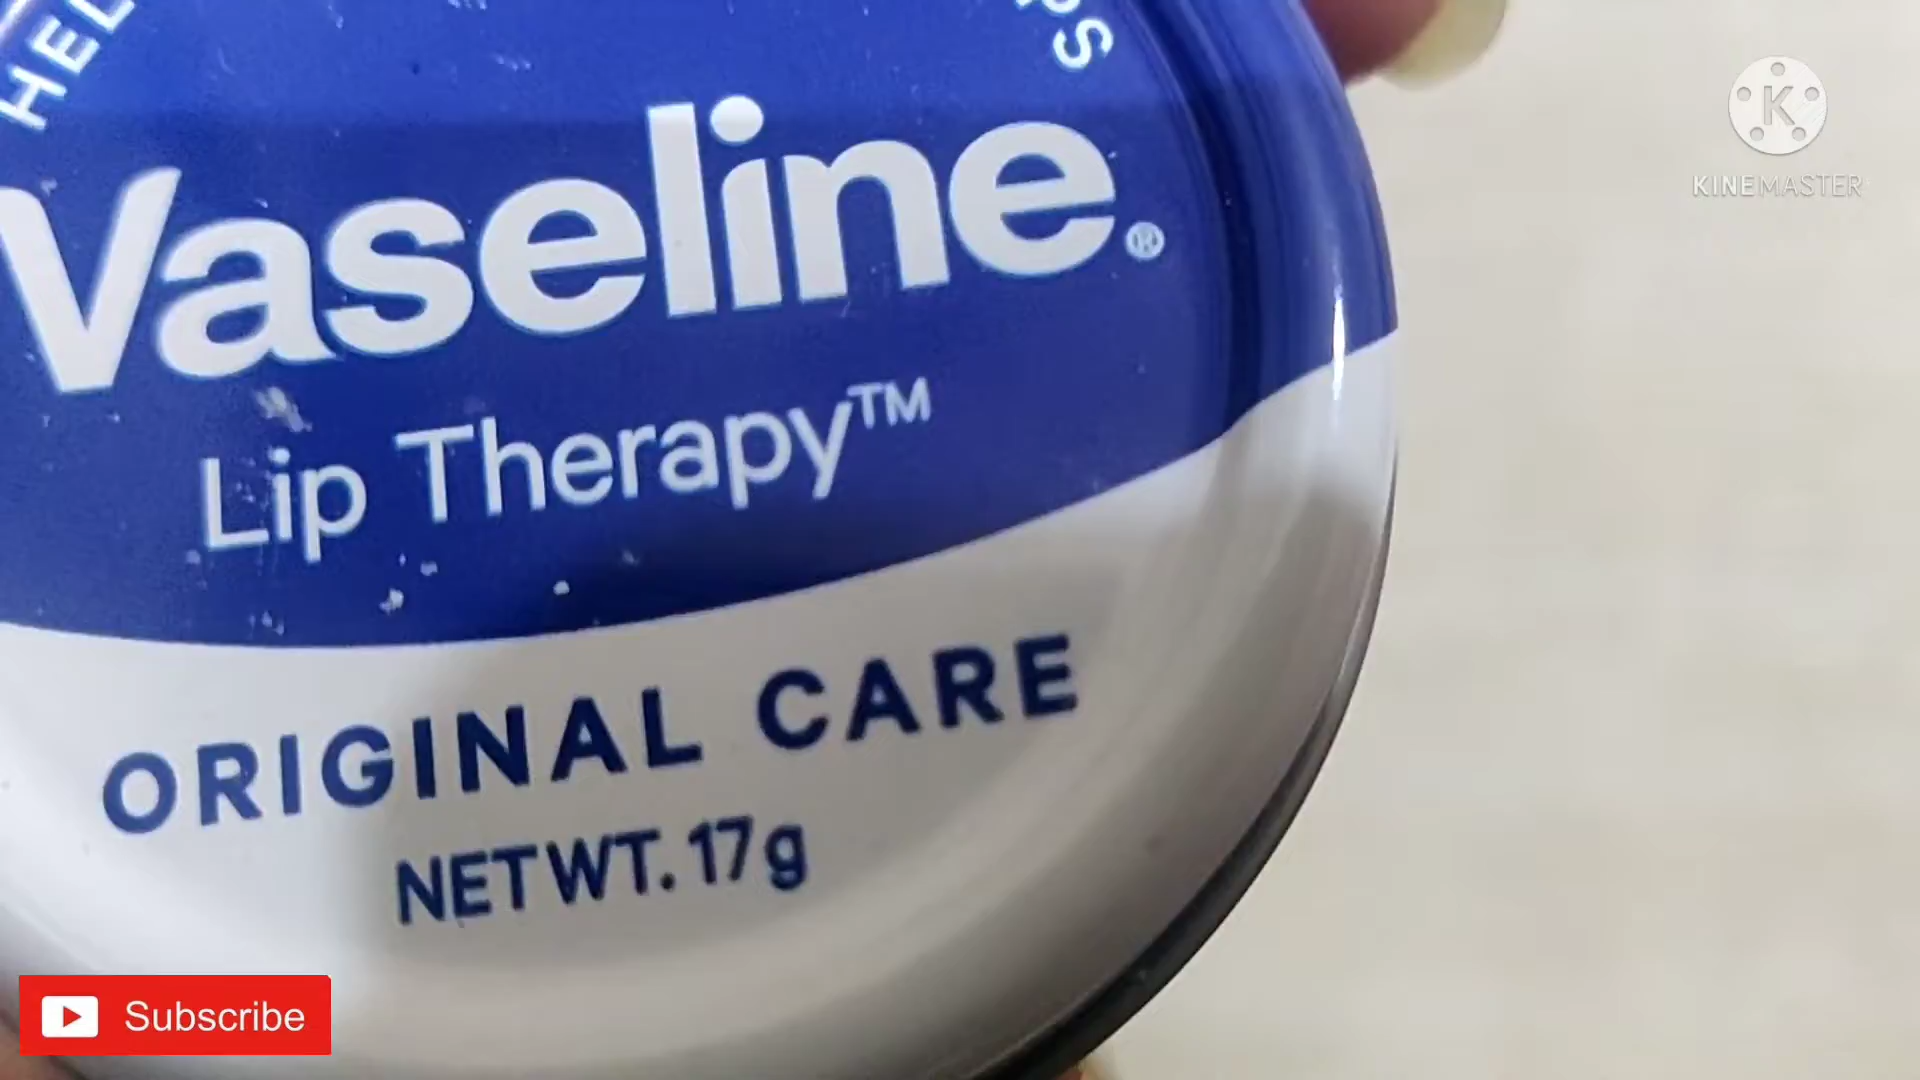 Vaseline.®
Lip Therapy™
ORIGINAL CARE
NET WT. 17g
KINEMASTER
Subscribe